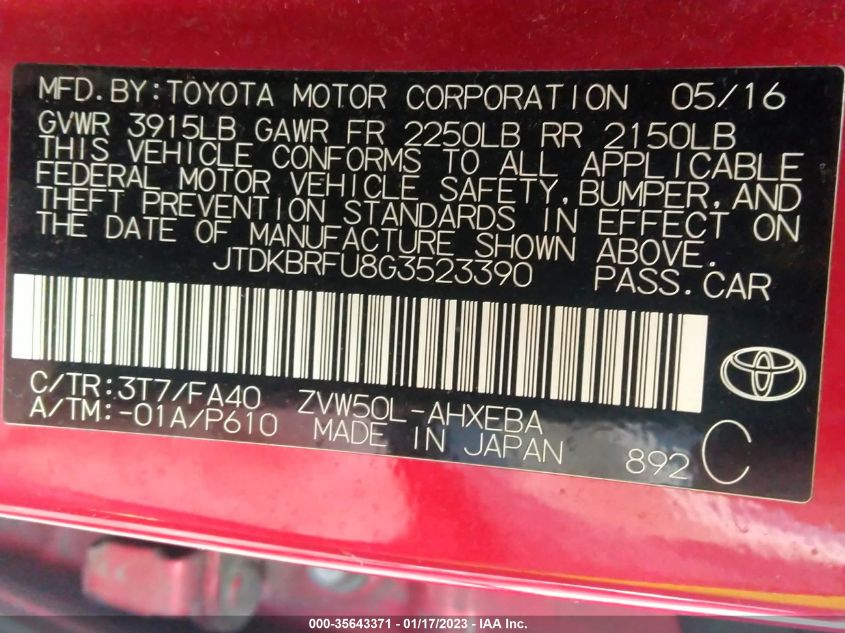 MFD.BY:TOYOTA MOTOR CORPORATION 05/16
GVWR 3915LB GAWR FR 2250LB RR 2150LB
THIS VEHICLE CONFORMS TO ALL APPLICABLE
FEDERAL MOTOR VEHICLE SAFETY,BUMPER,AND
THEFT PREVENTION STANDARDS IN EFFECT ON
THE DATE OF MANUFACTURE SHOWN ABOVE.
JTDKBRFU8G3523390 PASS.CAR
C/TR:3T7/FA40 ZVW50L-AHXEBA
A/TM:-01A/P610 MADE IN JAPAN 892 C
000-35643371 - 01/17/2023 - IAA Inc.